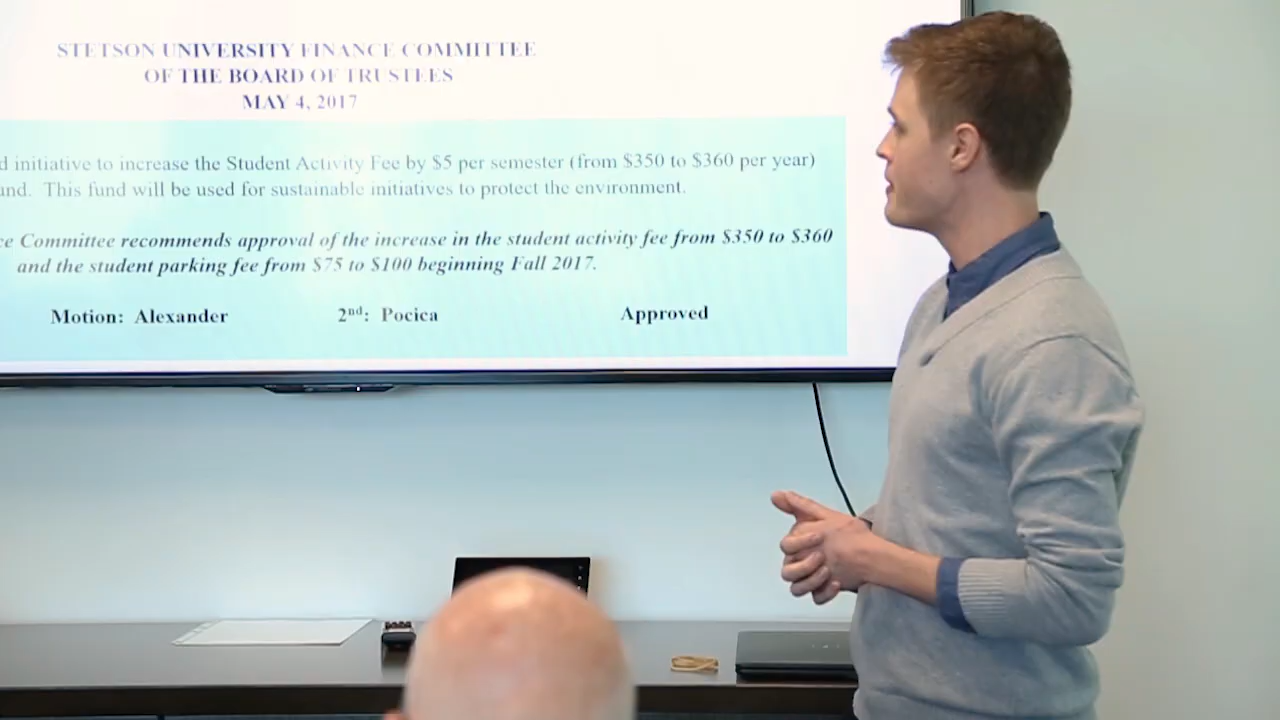 STETSON UNIVERSITY FINANCE COMMITTEE
OF THE BOARD OF TRUSTEES
MAY 4, 2017
d initiative to increase the Student Activity Fee by $5 per semester (from $350 to $360 per year)
und. This fund will be used for sustainable initiatives to protect the environment.
ce Committee recommends approval of the increase in the student activity fee from $350 to $360
and the student parking fee from $75 to $100 beginning Fall 2017.
Motion: Alexander 2nd: Pocica Approved